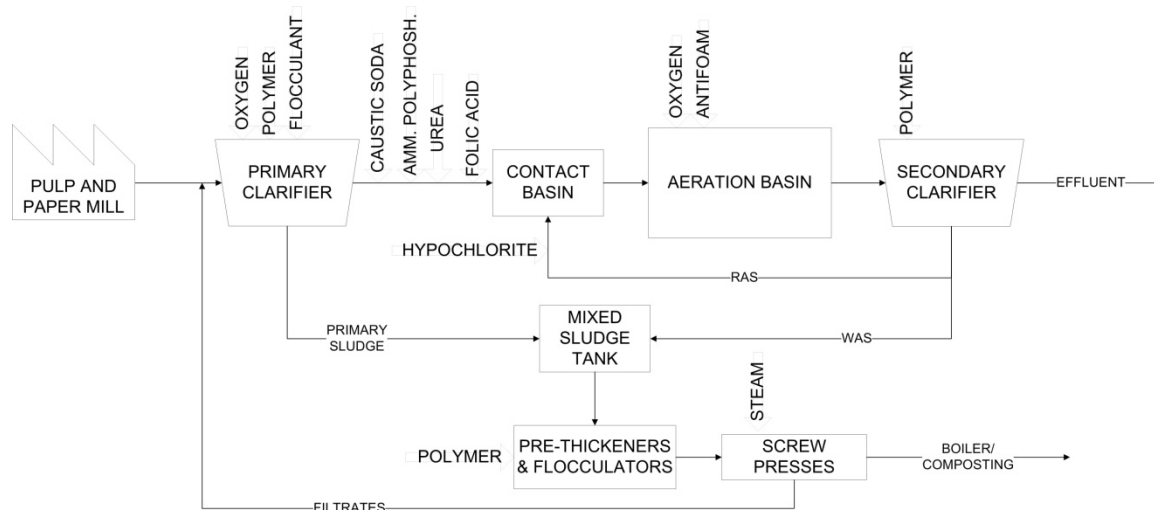 OXYGEN
POLYMER
FLOCCULANT
CAUSTIC SODA
AMM. POLYPHOSH.
UREA
FOLIC ACID
OXYGEN
ANTIFOAM
POLYMER
PULP AND
PAPER MILL
PRIMARY
CLARIFIER
CONTACT
BASIN
AERATION BASIN
SECONDARY
CLARIFIER
EFFLUENT
HYPOCHLORITE
RAS
PRIMARY
SLUDGE
MIXED
SLUDGE
TANK
WAS
STEAM
POLYMER
PRE-THICKENERS
& FLOCCULATORS
SCREW
PRESSES
BOILER/
COMPOSTING
FILTRATES